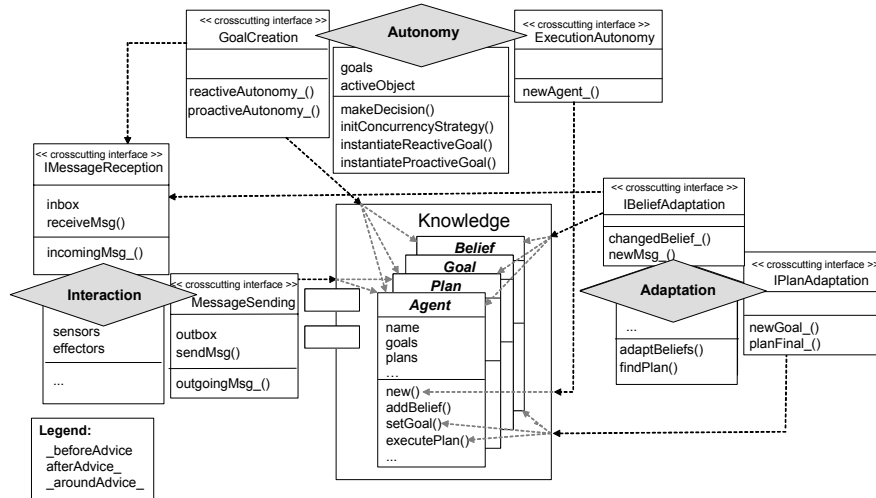 << crosscutting interface >>
GoalCreation
reactiveAutonomy_()
proactiveAutonomy_()
Autonomy
goals
activeObject
makeDecision()
initConcurrencyStrategy()
instantiateReactiveGoal()
instantiateProactiveGoal()
<< crosscutting interface >>
ExecutionAutonomy
newAgent_()
<< crosscutting interface >>
IMessageReception
inbox
receiveMsg()
incomingMsg_()
Interaction
sensors
effectors
...
<< crosscutting interface >>
MessageSending
outbox
sendMsg()
outgoingMsg_()
Knowledge
Belief
Goal
Plan
Agent
name
goals
plans
...
new()
addBelief()
setGoal()
executePlan()
...
<< crosscutting interface >>
IBeliefAdaptation
changedBelief_()
newMsg_()
Adaptation
...
adaptBeliefs()
findPlan()
<< crosscutting interface >>
IPlanAdaptation
newGoal_()
planFinal_()
Legend:
_beforeAdvice
afterAdvice_
_aroundAdvice_